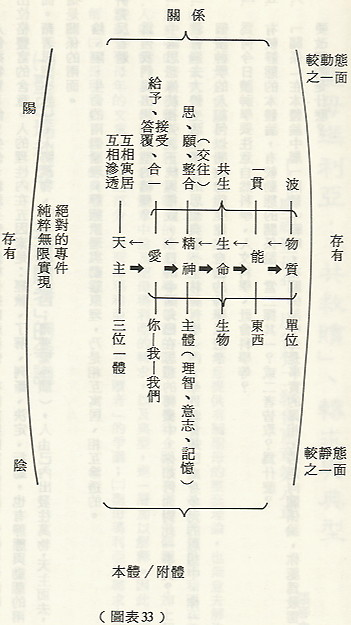 關係
較動態
之一面
存有
較靜態
之一面
波
物質
單位
一貫
能
東西
共生
生命
生物
思、願、整合
(交往)
精神
主體(理智、意志、記憶)
給予、接受
答覆、合一
愛
你—我—我們
互相寓居
互相滲透
天主
三位一體
絕對的專件
純粹無限實現
陽
存有
陰
本體/附體
(圖表33)